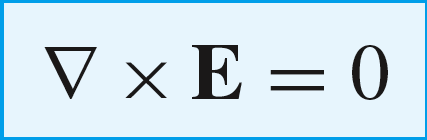 ∇ × E = 0